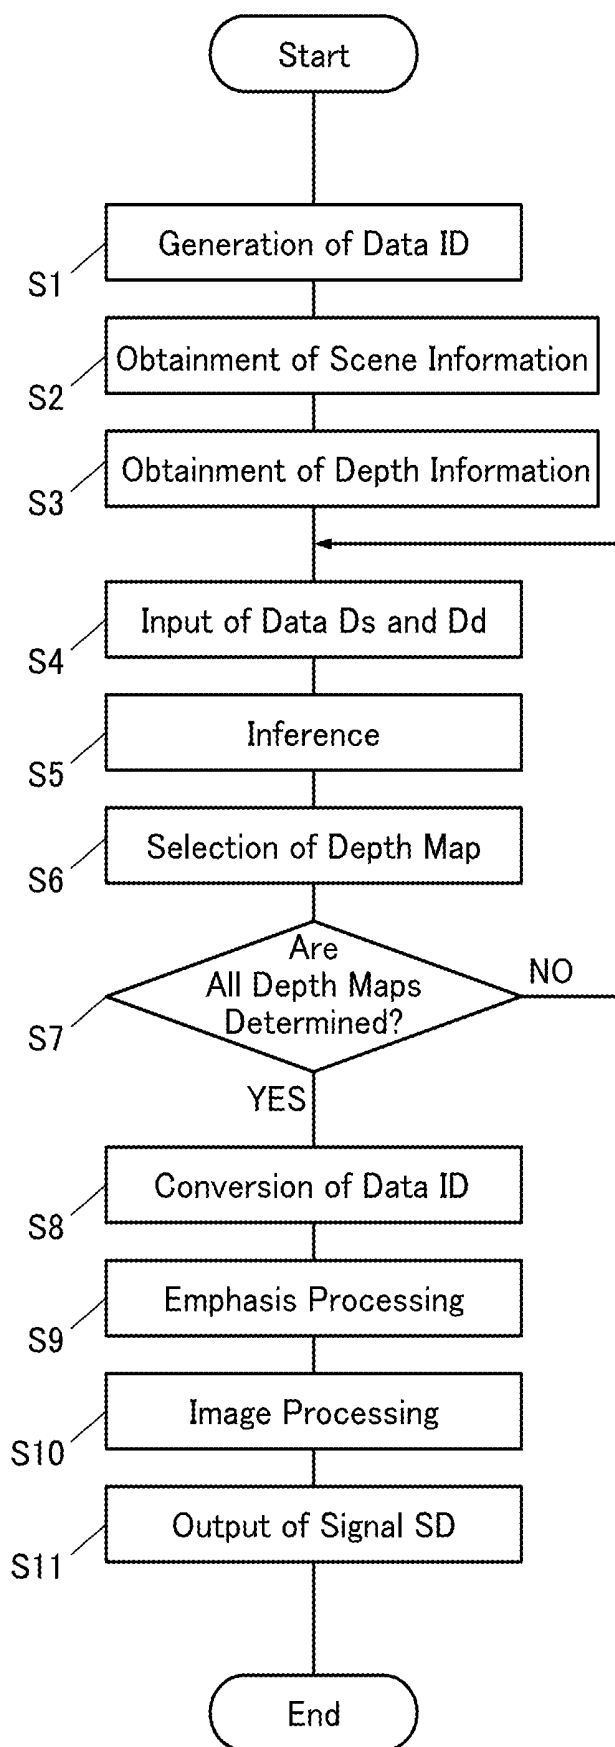 Start
Generation of Data ID
S1
Obtainment of Scene Information
S2
Obtainment of Depth Information
S3
Input of Data Ds and Dd
S4
Inference
S5
Selection of Depth Map
S6
Are
All Depth Maps
Determined?
NO
S7
YES
Conversion of Data ID
S8
Emphasis Processing
S9
Image Processing
S10
Output of Signal SD
S11
End